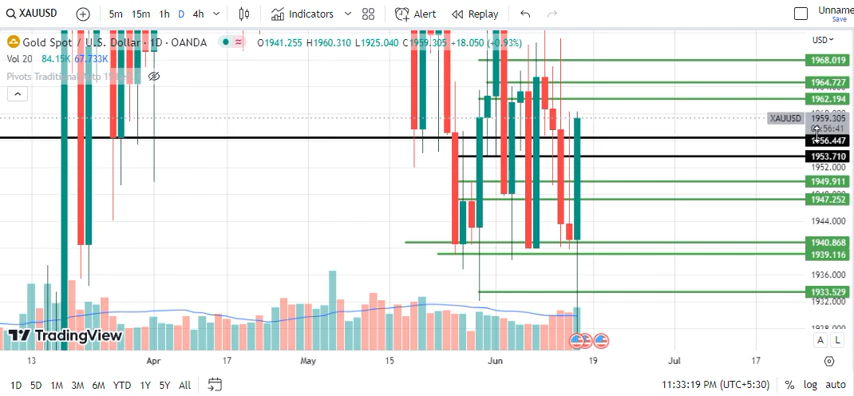 XAUUSD 5m 15m 1h D 4h Indicators Alert Replay Unname
Save
Gold Spot / U.S. Dollar · 1D · OANDA O1941.255 H1960.310 L1925.040 C1959.305 +18.050 (+0.93%) USD
Vol 20 84.15K 67.733K
Pivots Traditional Auto 15
1968.019
1964.727
1962.194
XAUUSD 1959.305
1956.447
1953.710
1952.000
1949.911
1947.252
1944.000
1940.868
1939.116
1936.000
1933.529
1932.000
1928.000
TradingView
A L
13 Apr 17 May 15 Jun 19 Jul 17
1D 5D 1M 3M 6M YTD 1Y 5Y All 11:33:19 PM (UTC+5:30) % log auto